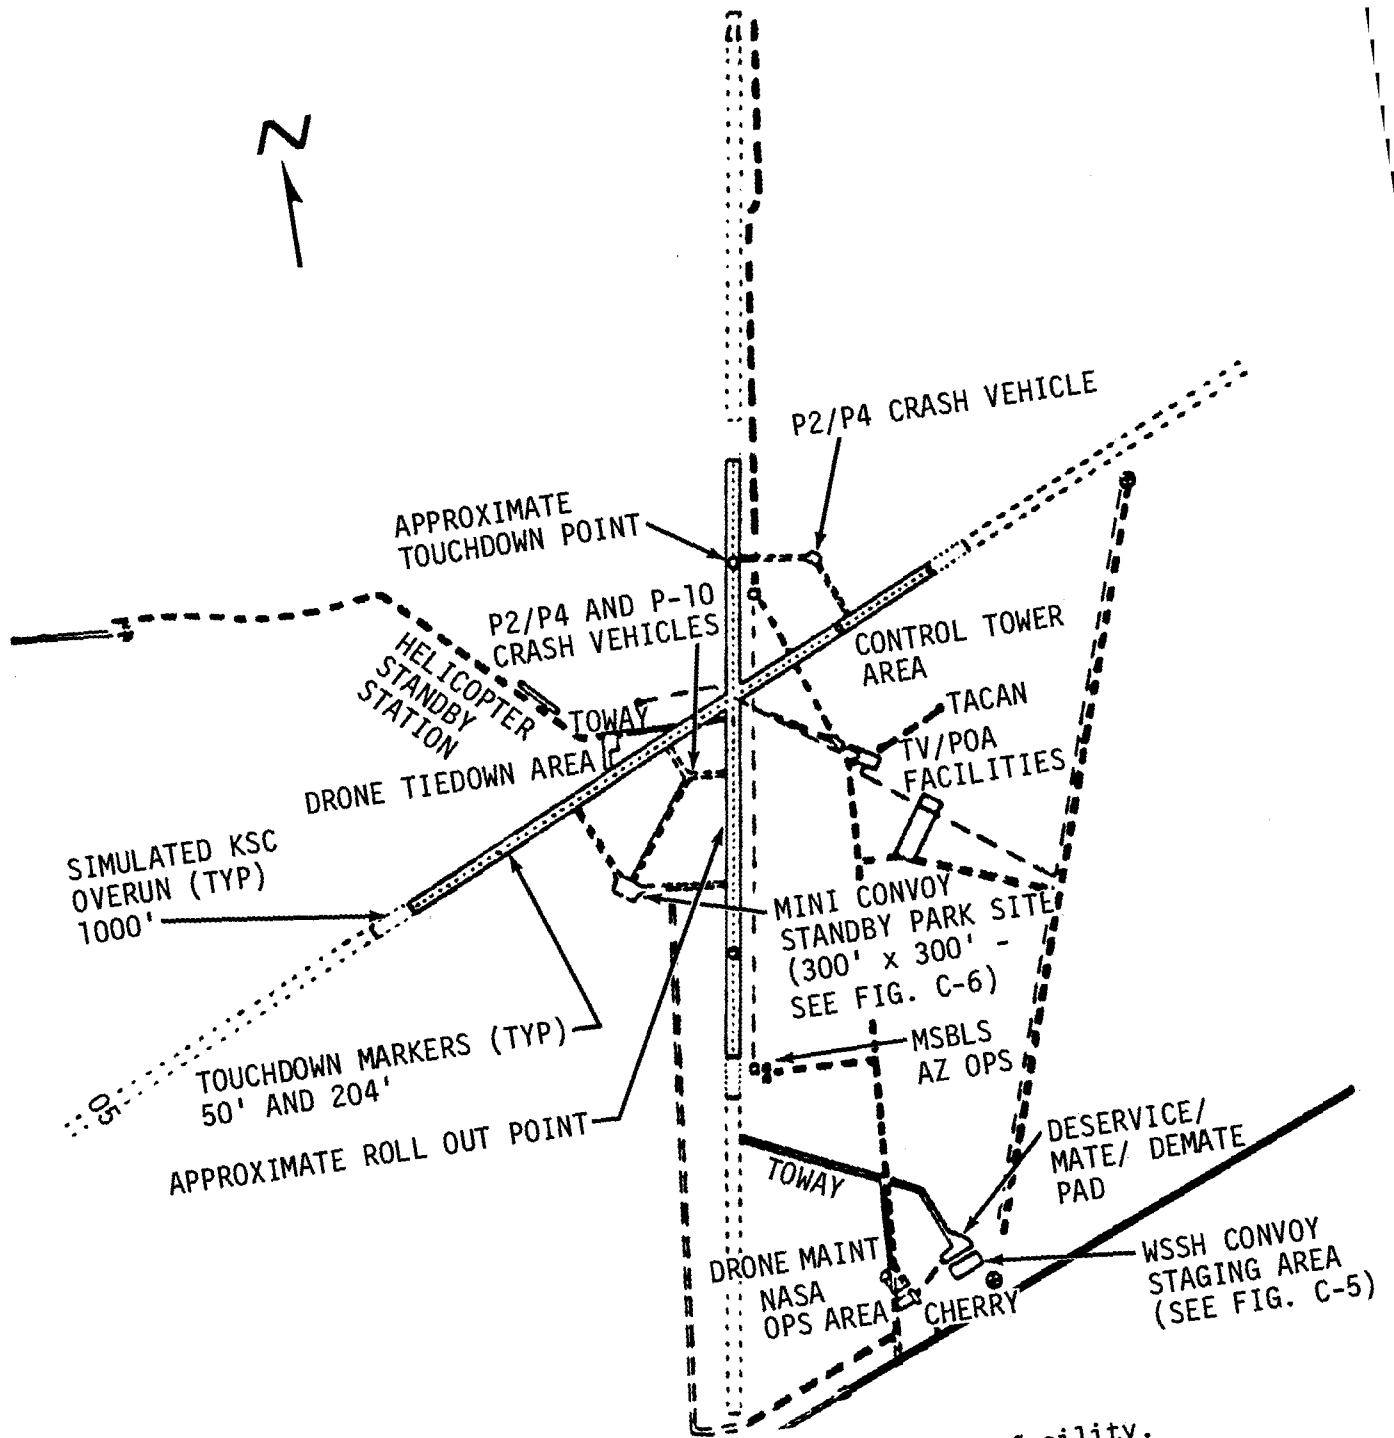 N
P2/P4 CRASH VEHICLE
APPROXIMATE
TOUCHDOWN POINT
P2/P4 AND P-10
CRASH VEHICLES
CONTROL TOWER
AREA
HELICOPTER
STANDBY
STATION
TOWAY
TACAN
TV/POA
FACILITIES
DRONE TIEDOWN AREA
SIMULATED KSC
OVERUN (TYP)
1000'
MINI CONVOY
STANDBY PARK SITE
(300' x 300' -
SEE FIG. C-6)
TOUCHDOWN MARKERS (TYP)
50' AND 204'
05
MSBLS
AZ OPS
APPROXIMATE ROLL OUT POINT
DESERVICE/
MATE/ DEMATE
PAD
TOWAY
DRONE MAINT
NASA
OPS AREA
CHERRY
WSSH CONVOY
STAGING AREA
(SEE FIG. C-5)